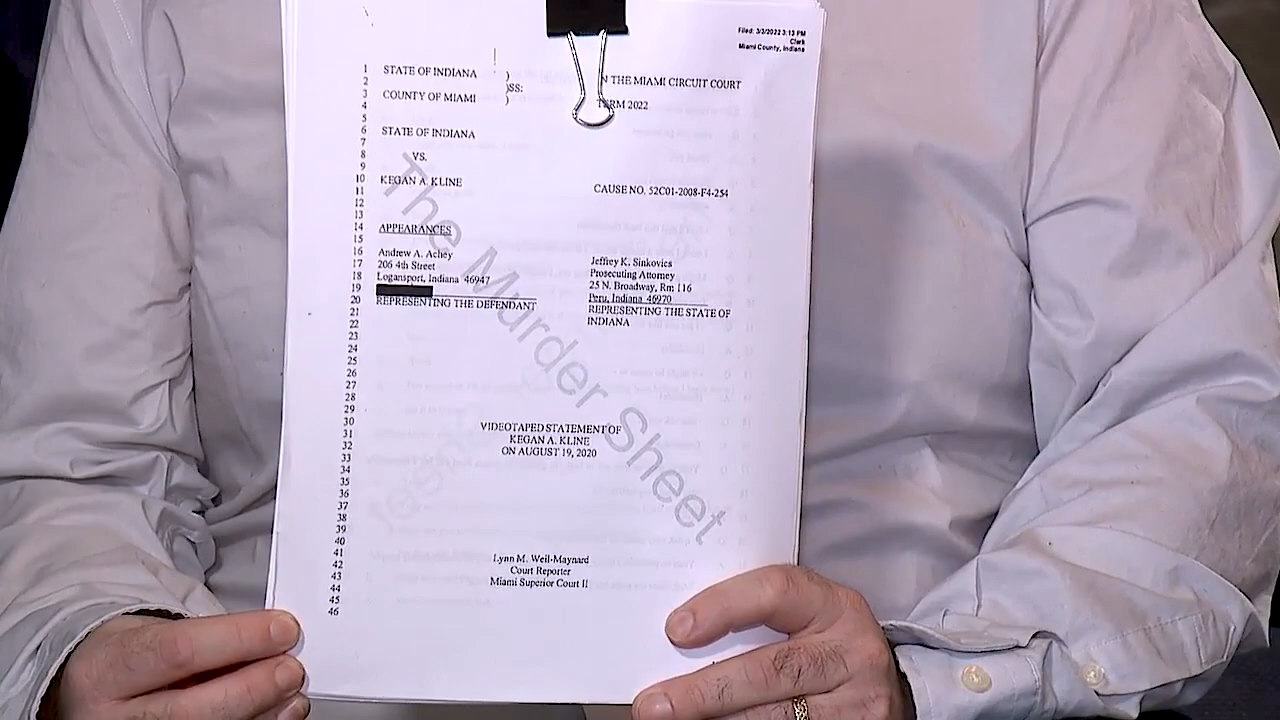 Filed: 3/3/2022 3:13 PM
Clerk
Miami County, Indiana
1 STATE OF INDIANA ) N THE MIAMI CIRCUIT COURT
2 )SS:
3 COUNTY OF MIAMI ) TERM 2022
4
5
6 STATE OF INDIANA
7
8 VS.
9
10 KEGAN A. KLINE CAUSE NO. 52C01-2008-F4-254
11
12
13
14 APPEARANCES
15
16 Andrew A. Achey Jeffrey K. Sinkovics
17 206 4th Street Prosecuting Attorney
18 Logansport, Indiana 46947 25 N. Broadway, Rm 116
19 Peru, Indiana 46970
20 REPRESENTING THE DEFENDANT REPRESENTING THE STATE OF
21 INDIANA
22
23
24
25
26
27
28
29
30 VIDEOTAPED STATEMENT OF
31 KEGAN A. KLINE
32 ON AUGUST 19, 2020
33
34
35
36
37
38
39
40
41 Lynn M. Weil-Maynard
42 Court Reporter
43 Miami Superior Court II
44
45
46
The Murder Sheet